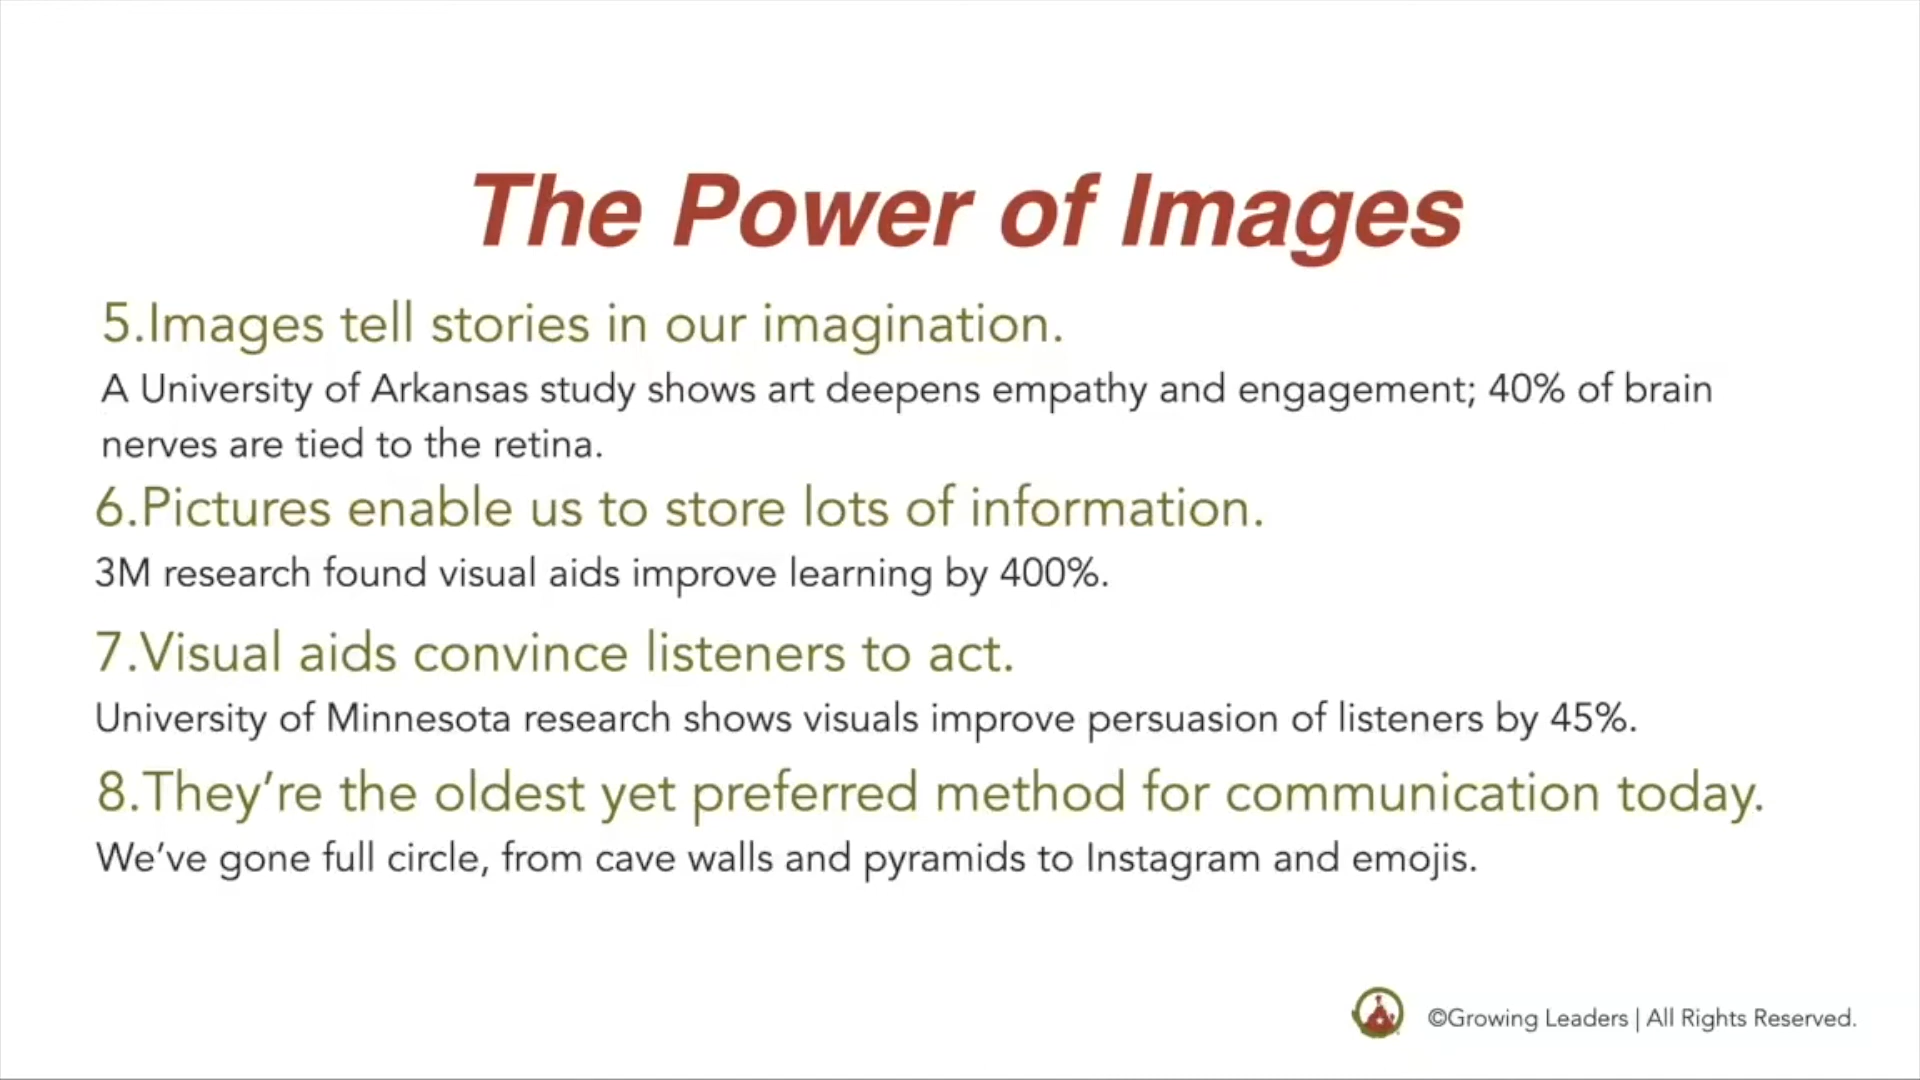 The Power of Images
5.Images tell stories in our imagination.
A University of Arkansas study shows art deepens empathy and engagement; 40% of brain
nerves are tied to the retina.
6.Pictures enable us to store lots of information.
3M research found visual aids improve learning by 400%.
7.Visual aids convince listeners to act.
University of Minnesota research shows visuals improve persuasion of listeners by 45%.
8.They’re the oldest yet preferred method for communication today.
We’ve gone full circle, from cave walls and pyramids to Instagram and emojis.
©Growing Leaders | All Rights Reserved.